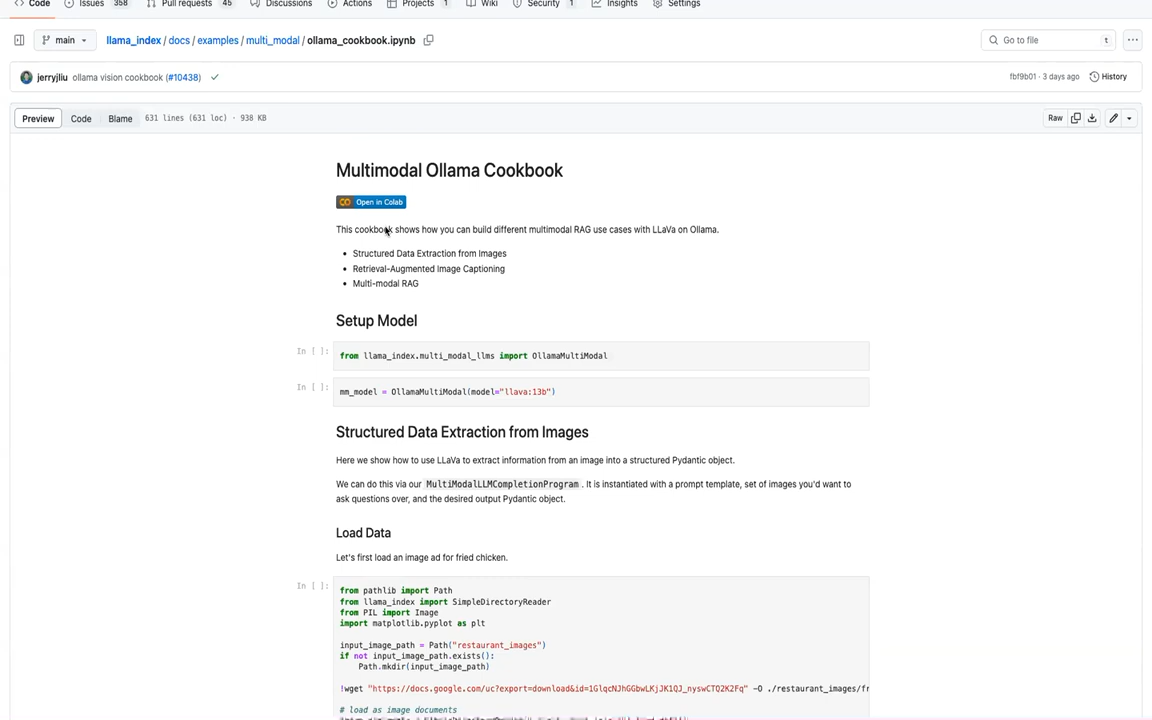 Code Issues 358 Pull requests 45 Discussions Actions Projects 1 Wiki Security 1 Insights Settings
main llama_index / docs / examples / multi_modal / ollama_cookbook.ipynb Go to file t
jerryjliu ollama vision cookbook (#10438) fbf9b01 · 3 days ago History
Preview Code Blame 631 lines (631 loc) · 938 KB Raw
Multimodal Ollama Cookbook
Open in Colab
This cookbook shows how you can build different multimodal RAG use cases with LLaVa on Ollama.
• Structured Data Extraction from Images
• Retrieval-Augmented Image Captioning
• Multi-modal RAG
Setup Model
In [ ]: from llama_index.multi_modal_llms import OllamaMultiModal
In [ ]: mm_model = OllamaMultiModal(model="llava:13b")
Structured Data Extraction from Images
Here we show how to use LLaVa to extract information from an image into a structured Pydantic object.
We can do this via our MultiModalLLMCompletionProgram . It is instantiated with a prompt template, set of images you'd want to
ask questions over, and the desired output Pydantic object.
Load Data
Let's first load an image ad for fried chicken.
In [ ]: from pathlib import Path
from llama_index import SimpleDirectoryReader
from PIL import Image
import matplotlib.pyplot as plt
input_image_path = Path("restaurant_images")
if not input_image_path.exists():
Path.mkdir(input_image_path)
!wget "https://docs.google.com/uc?export=download&id=1GlqcNJhGGbwLKjJK1QJ_nyswCTQ2K2Fq" -O ./restaurant_images/fr
# load as image documents